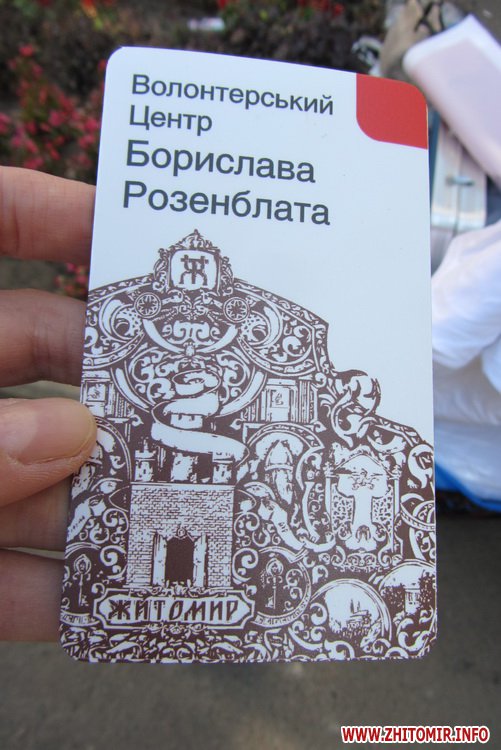 Волонтерський
Центр
Борислава
Розенблата
ЖИТОМИР
WWW.ZHITOMIR.INFO